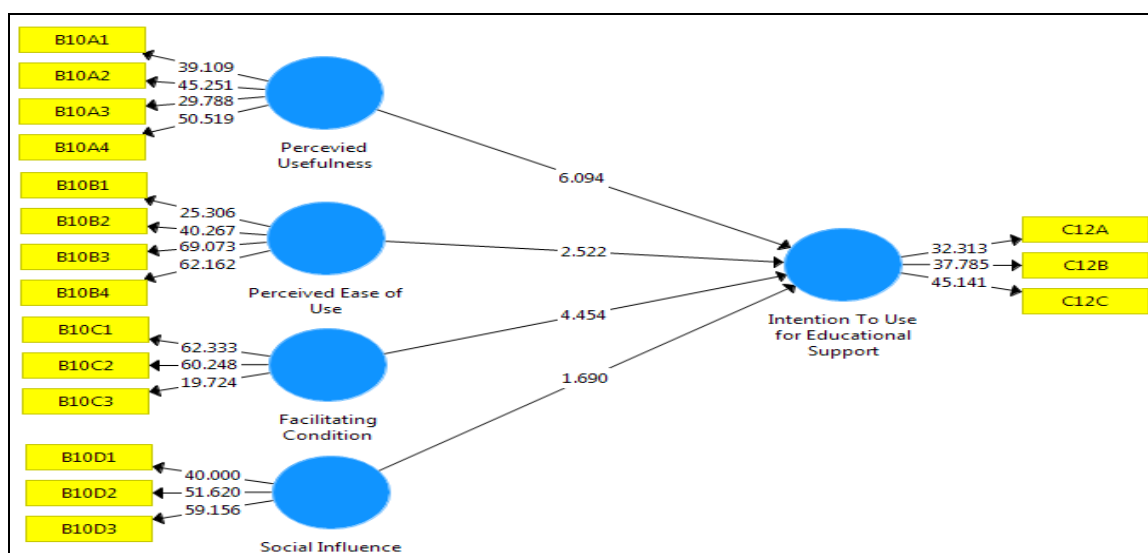 B10A1
39.109
B10A2
45.251
B10A3
29.788
B10A4
50.519
Percevied
Usefulness
6.094
B10B1
25.306
B10B2
40.267
B10B3
69.073
B10B4
62.162
Perceived Ease of
Use
2.522
B10C1
62.333
B10C2
60.248
B10C3
19.724
Facilitating
Condition
4.454
B10D1
40.000
B10D2
51.620
B10D3
59.156
Social Influence
1.690
Intention To Use
for Educational
Support
32.313
C12A
37.785
C12B
45.141
C12C